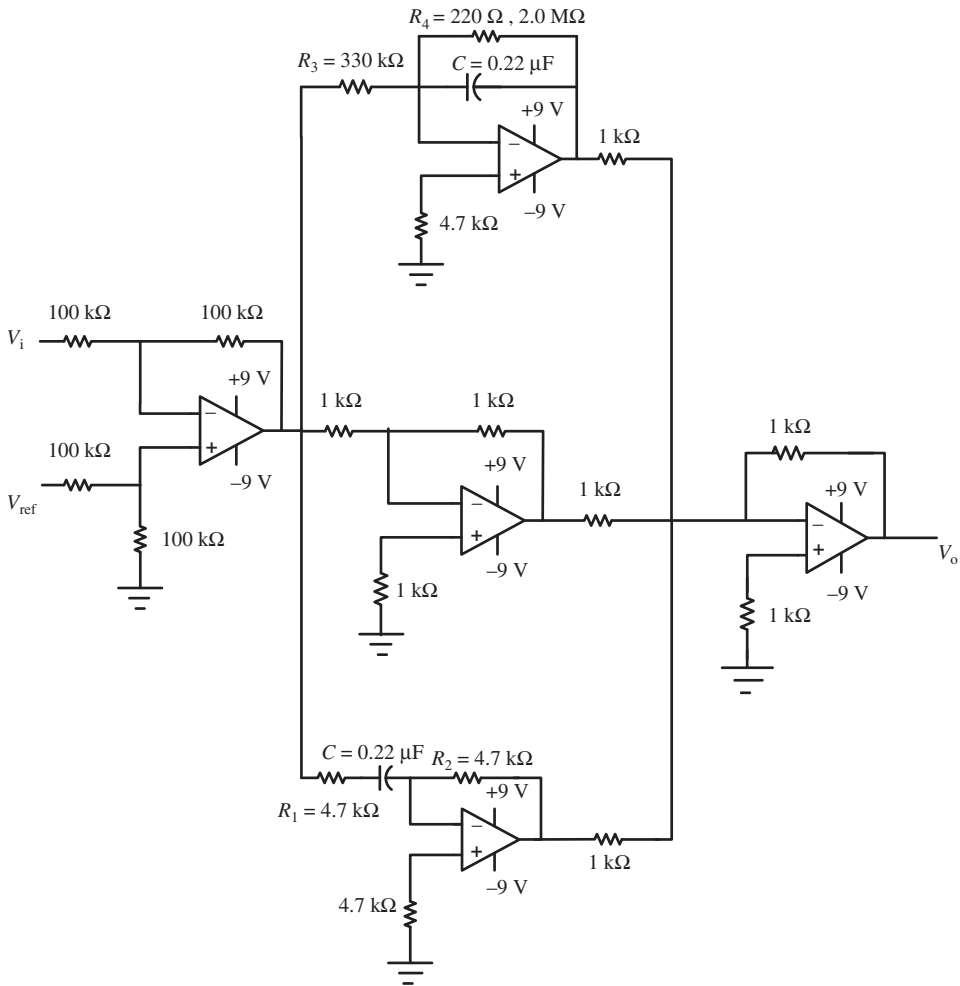 R4 = 220 Ω , 2.0 MΩ
R3 = 330 kΩ
C = 0.22 µF
+9 V
1 kΩ
−
+
–9 V
4.7 kΩ
100 kΩ
100 kΩ
Vi
+9 V
1 kΩ
1 kΩ
−
1 kΩ
100 kΩ
+
+9 V
–9 V
1 kΩ
+9 V
Vref
−
−
100 kΩ
+
+
Vo
–9 V
–9 V
1 kΩ
1 kΩ
C = 0.22 µF
R2 = 4.7 kΩ
+9 V
R1 = 4.7 kΩ
−
+
1 kΩ
–9 V
4.7 kΩ